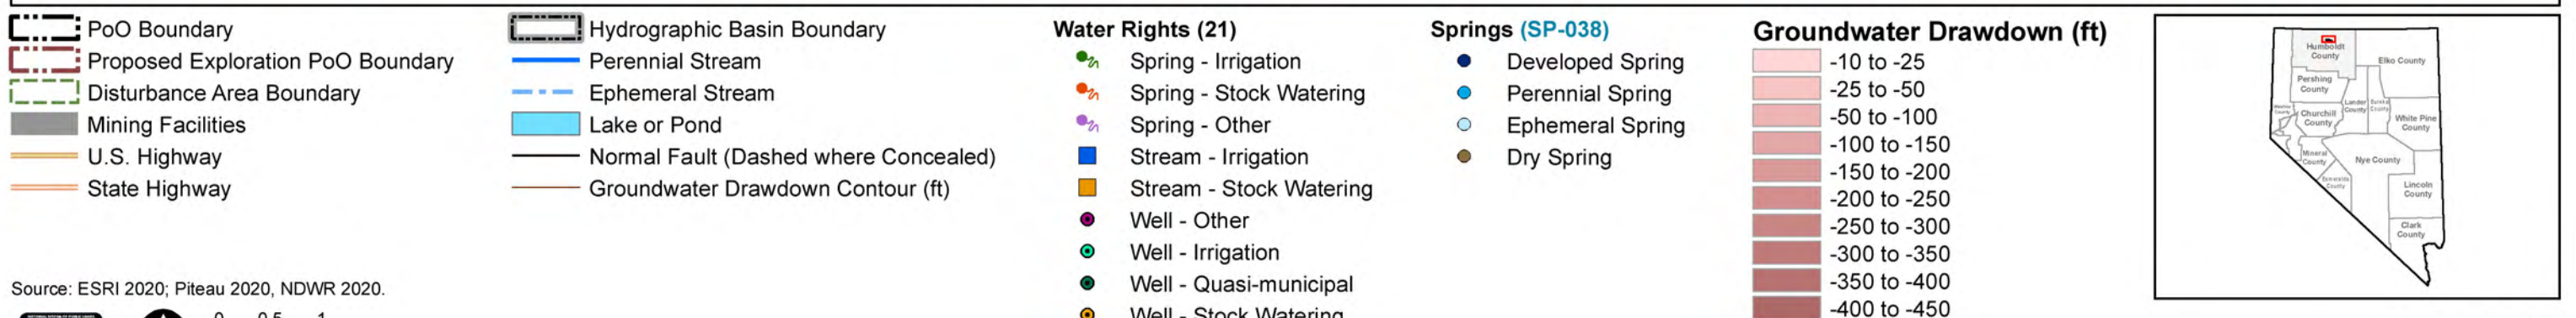 PoO Boundary
Proposed Exploration PoO Boundary
Disturbance Area Boundary
Mining Facilities
U.S. Highway
State Highway
Hydrographic Basin Boundary
Perennial Stream
Ephemeral Stream
Lake or Pond
Normal Fault (Dashed where Concealed)
Groundwater Drawdown Contour (ft)
Water Rights (21)
Spring - Irrigation
Spring - Stock Watering
Spring - Other
Stream - Irrigation
Stream - Stock Watering
Well - Other
Well - Irrigation
Well - Quasi-municipal
Well - Stock Watering
Springs (SP-038)
Developed Spring
Perennial Spring
Ephemeral Spring
Dry Spring
Groundwater Drawdown (ft)
-10 to -25
-25 to -50
-50 to -100
-100 to -150
-150 to -200
-200 to -250
-250 to -300
-300 to -350
-350 to -400
-400 to -450
Humboldt
County
Elko County
Pershing
County
Lander
County
Eureka
County
Churchill
County
White Pine
County
Mineral
County
Nye County
Esmeralda
County
Lincoln
County
Clark
County
Source: ESRI 2020; Piteau 2020, NDWR 2020.
0 0.5 1